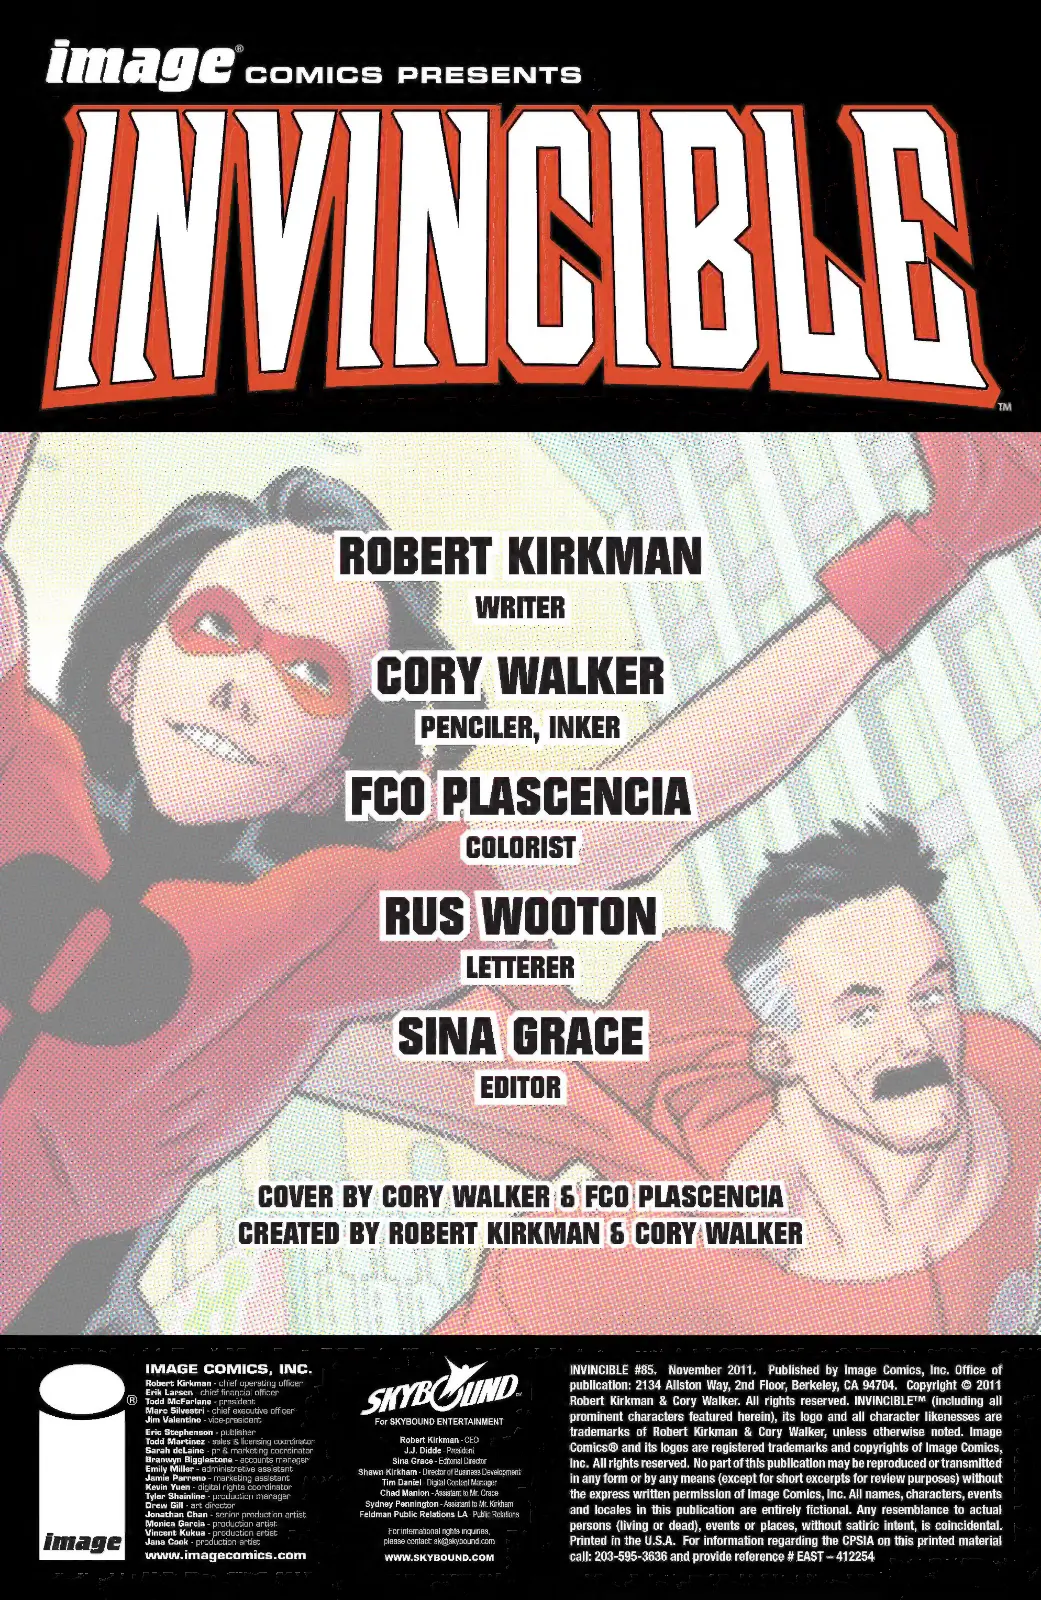 image® COMICS PRESENTS
INVINCIBLE™
ROBERT KIRKMAN
WRITER
CORY WALKER
PENCILER, INKER
FCO PLASCENCIA
COLORIST
RUS WOOTON
LETTERER
SINA GRACE
EDITOR
COVER BY CORY WALKER & FCO PLASCENCIA
CREATED BY ROBERT KIRKMAN & CORY WALKER
®
image
IMAGE COMICS, INC.
Robert Kirkman - chief operating officer
Erik Larsen - chief financial officer
Todd McFarlane - president
Marc Silvestri - chief executive officer
Jim Valentino - vice-president
Eric Stephenson - publisher
Todd Martinez - sales & licensing coordinator
Sarah deLaine - pr & marketing coordinator
Branwyn Bigglestone - accounts manager
Emily Miller - administrative assistant
Jamie Parreno - marketing assistant
Kevin Yuen - digital rights coordinator
Tyler Shainline - production manager
Drew Gill - art director
Jonathan Chan - senior production artist
Monica Garcia - production artist
Vincent Kukua - production artist
Jana Cook - production artist
www.imagecomics.com
SKYBOUND
For SKYBOUND ENTERTAINMENT
Robert Kirkman - CEO
J.J. Didde - President
Sina Grace - Editorial Director
Shawn Kirkham - Director of Business Development
Tim Daniel - Digital Content Manager
Chad Manion - Assistant to Mr. Grace
Sydney Pennington - Assistant to Mr. Kirkham
Feldman Public Relations LA - Public Relations
For international rights inquiries,
please contact: sk@skybound.com
WWW.SKYBOUND.COM
INVINCIBLE #85. November 2011. Published by Image Comics, Inc. Office of
publication: 2134 Allston Way, 2nd Floor, Berkeley, CA 94704. Copyright © 2011
Robert Kirkman & Cory Walker. All rights reserved. INVINCIBLE™ (including all
prominent characters featured herein), its logo and all character likenesses are
trademarks of Robert Kirkman & Cory Walker, unless otherwise noted. Image
Comics® and its logos are registered trademarks and copyrights of Image Comics,
Inc. All rights reserved. No part of this publication may be reproduced or transmitted
in any form or by any means (except for short excerpts for review purposes) without
the express written permission of Image Comics, Inc. All names, characters, events
and locales in this publication are entirely fictional. Any resemblance to actual
persons (living or dead), events or places, without satiric intent, is coincidental.
Printed in the U.S.A. For information regarding the CPSIA on this printed material
call: 203-595-3636 and provide reference # EAST – 412254